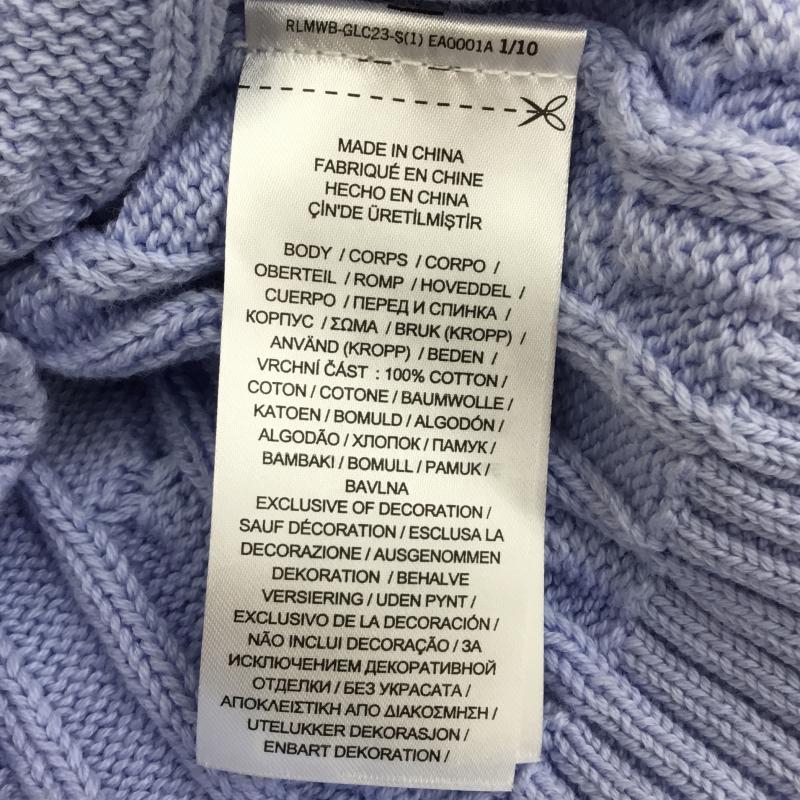 RLMWB-GLC23-S(1) EA0001A 1/10
MADE IN CHINA
FABRIQUÉ EN CHINE
HECHO EN CHINA
ÇİN'DE ÜRETİLMİŞTİR
BODY / CORPS / CORPO /
OBERTEIL / ROMP / HOVEDDEL /
CUERPO / ПЕРЕД И СПИНКА /
КОРПУС / ΣΩΜΑ / BRUK (KROPP) /
ANVÄND (KROPP) / BEDEN /
VRCHNÍ ČÁST : 100% COTTON /
COTON / COTONE / BAUMWOLLE /
KATOEN / BOMULD / ALGODÓN /
ALGODÃO / ХЛОПОК / ПАМУК /
BAMBAKI / BOMULL / PAMUK /
BAVLNA
EXCLUSIVE OF DECORATION /
SAUF DÉCORATION / ESCLUSA LA
DECORAZIONE / AUSGENOMMEN
DEKORATION / BEHALVE
VERSIERING / UDEN PYNT /
EXCLUSIVO DE LA DECORACIÓN /
NÃO INCLUI DECORAÇÃO / ЗА
ИСКЛЮЧЕНИЕМ ДЕКОРАТИВНОЙ
ОТДЕЛКИ / БЕЗ УКРАСАТА /
ΑΠΟΚΛΕΙΣΤΙΚΗ ΑΠΟ ΔΙΑΚΟΣΜΗΣΗ /
UTELUKKER DEKORASJON /
ENBART DEKORATION /